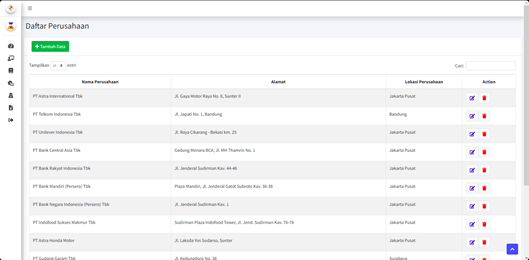 Daftar Perusahaan
+ Tambah Data
Tampilkan 10 entri
Cari:
Nama Perusahaan Alamat Lokasi Perusahaan Action
PT Astra International Tbk Jl. Gaya Motor Raya No. 8, Sunter II Jakarta Pusat
PT Telkom Indonesia Tbk Jl. Japati No. 1, Bandung Bandung
PT Unilever Indonesia Tbk Jl. Raya Cikarang - Bekasi km. 25 Jakarta Pusat
PT Bank Central Asia Tbk Gedung Menara BCA, Jl. MH Thamrin No. 1 Jakarta Pusat
PT Bank Rakyat Indonesia Tbk Jl. Jenderal Sudirman Kav. 44-46 Jakarta Pusat
PT Bank Mandiri (Persero) Tbk Plaza Mandiri, Jl. Jenderal Gatot Subroto Kav. 36-38 Jakarta Pusat
PT Bank Negara Indonesia (Persero) Tbk Jl. Jenderal Sudirman Kav. 1 Jakarta Pusat
PT Indofood Sukses Makmur Tbk Sudirman Plaza Indofood Tower, Jl. Jend. Sudirman Kav. 76-78 Jakarta Pusat
PT Astra Honda Motor Jl. Laksda Yos Sudarso, Sunter Jakarta Pusat
PT Gudang Garam Tbk Jl. Kedungdoro No. Surabaya